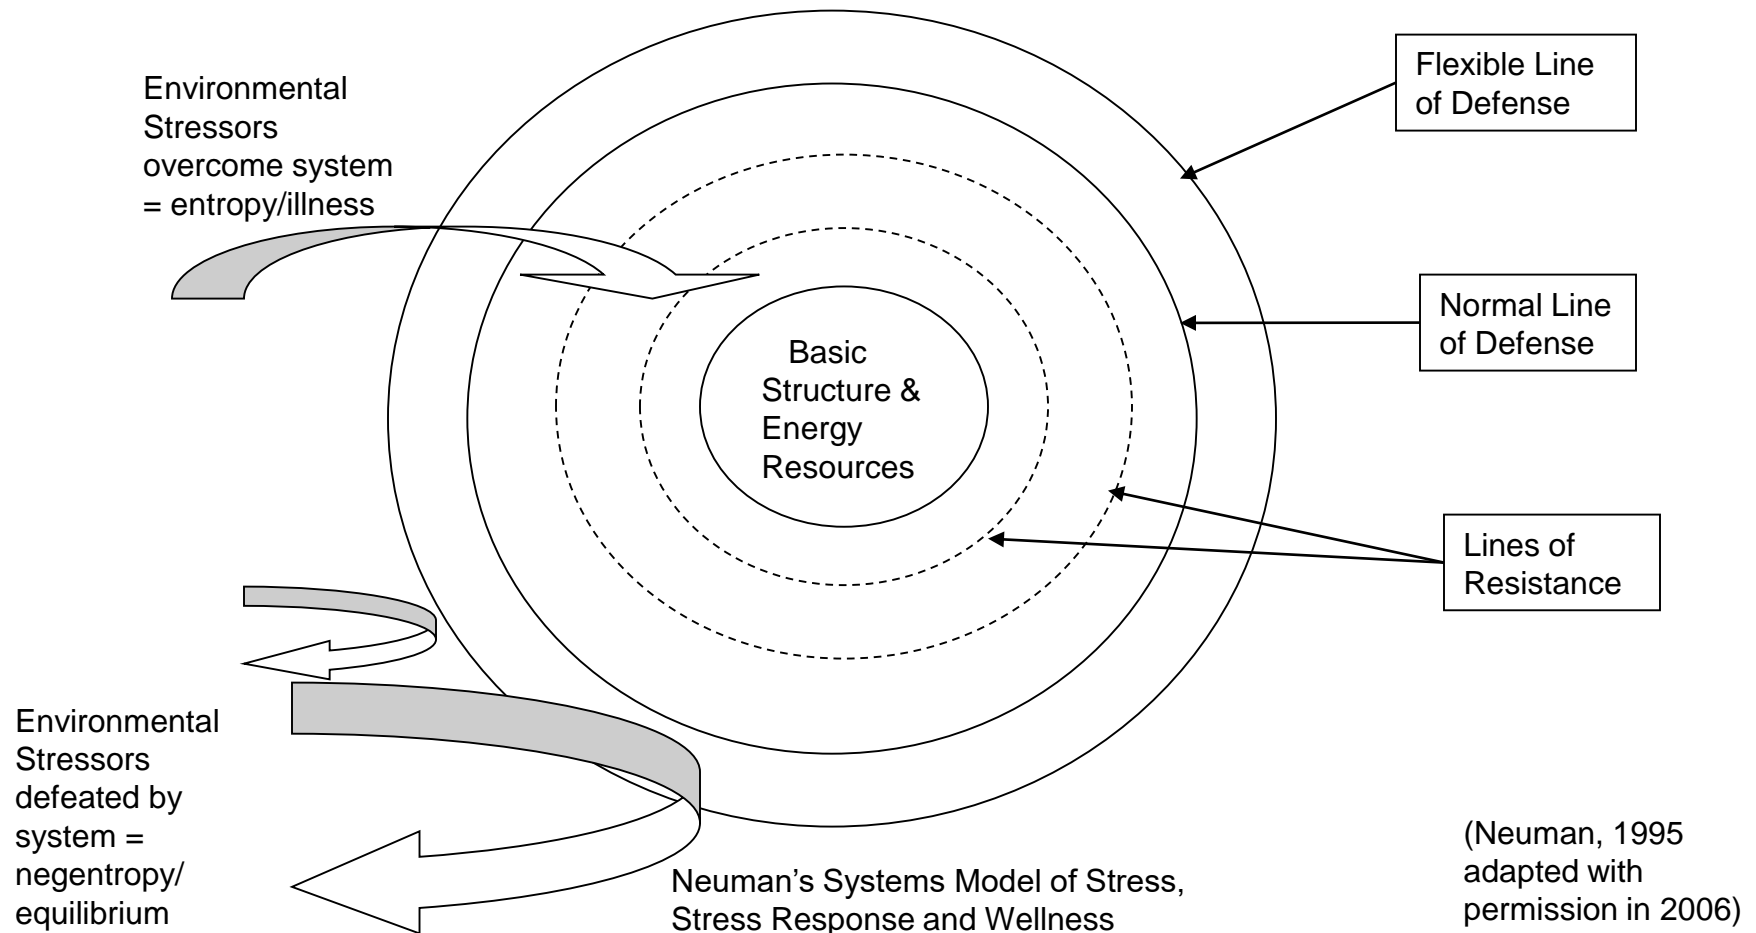 Environmental
Stressors
overcome system
= entropy/illness
Flexible Line
of Defense
Normal Line
of Defense
Basic
Structure &
Energy
Resources
Lines of
Resistance
Environmental
Stressors
defeated by
system =
negentropy/
equilibrium
Neuman's Systems Model of Stress,
Stress Response and Wellness
(Neuman, 1995
adapted with
permission in 2006)